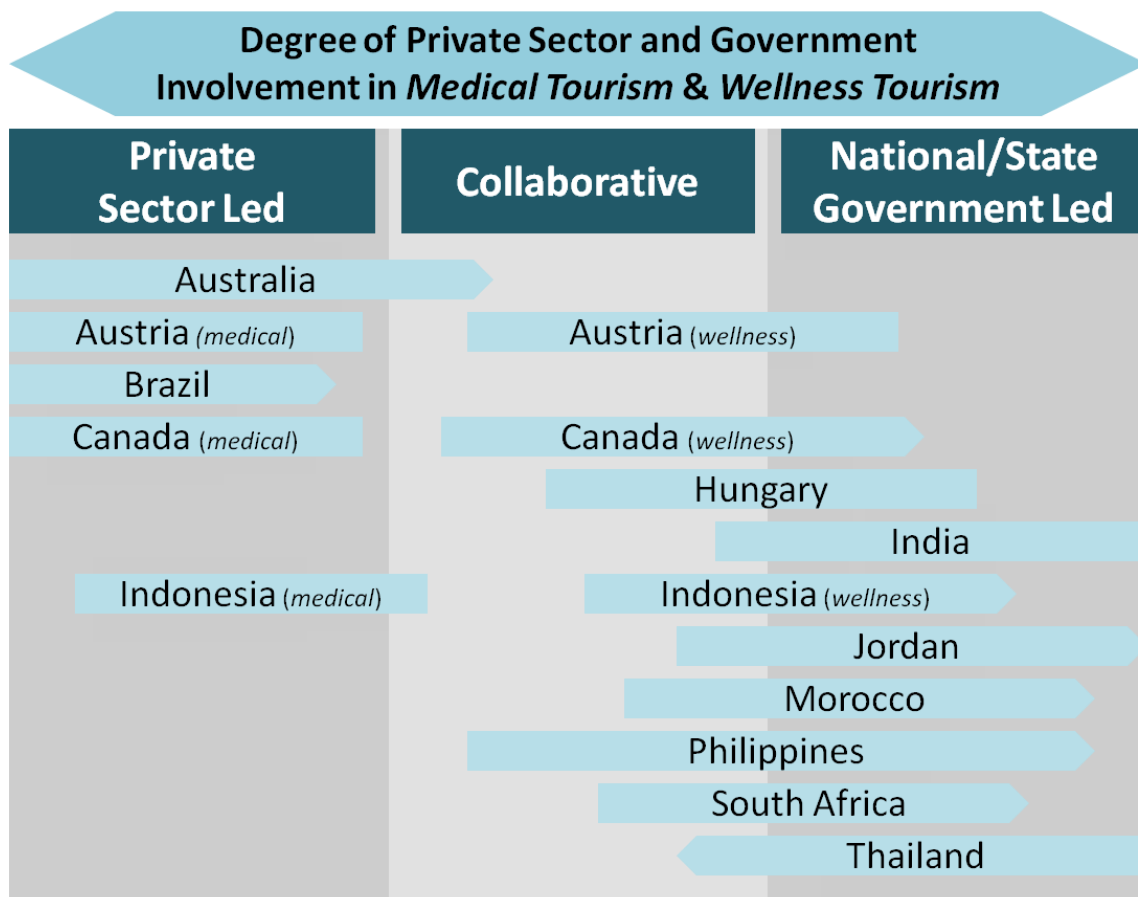 Degree of Private Sector and Government
Involvement in Medical Tourism & Wellness Tourism
Private
Sector Led
Collaborative
National/State
Government Led
Australia
Austria (medical)
Austria (wellness)
Brazil
Canada (medical)
Canada (wellness)
Hungary
India
Indonesia (medical)
Indonesia (wellness)
Jordan
Morocco
Philippines
South Africa
Thailand